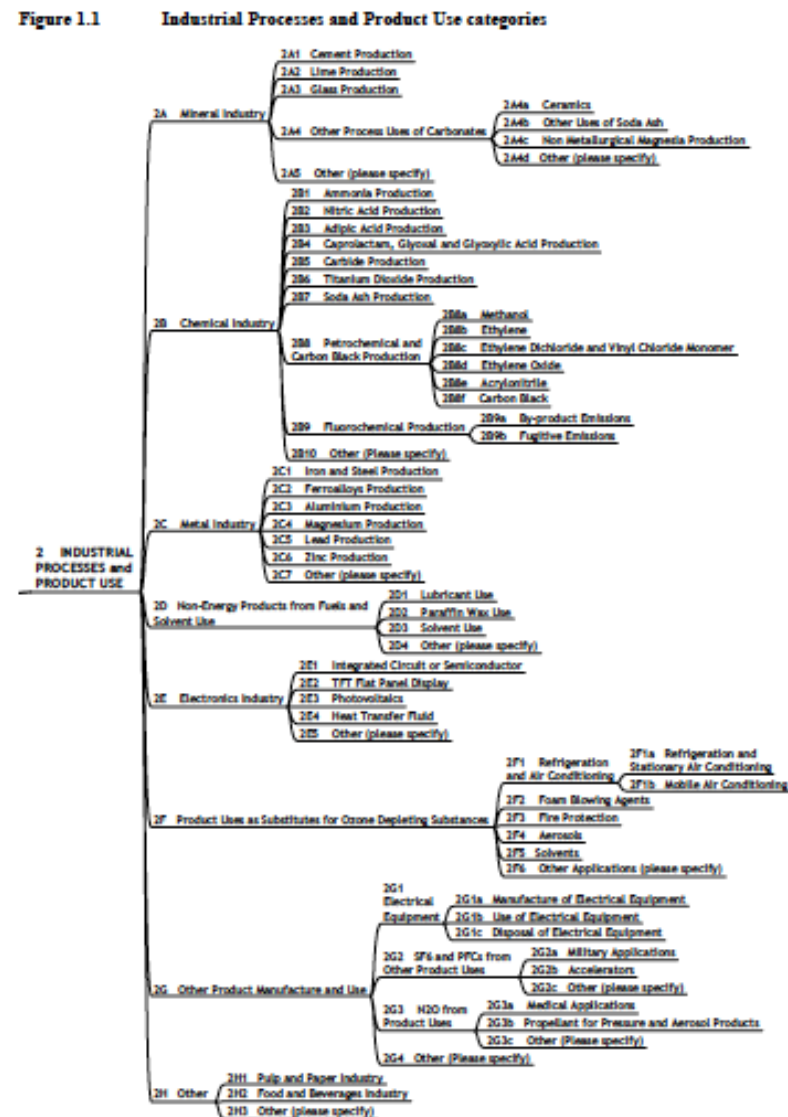 Figure 1.1 Industrial Processes and Product Use categories
2 INDUSTRIAL
PROCESSES and
PRODUCT USE
2A Mineral Industry
2A1 Cement Production
2A2 Lime Production
2A3 Glass Production
2A4 Other Process Uses of Carbonates
2A4a Ceramics
2A4b Other Uses of Soda Ash
2A4c Non Metallurgical Magnesia Production
2A4d Other (please specify)
2A5 Other (please specify)
2B Chemical Industry
2B1 Ammonia Production
2B2 Nitric Acid Production
2B3 Adipic Acid Production
2B4 Caprolactam, Glyoxal and Glyoxylic Acid Production
2B5 Carbide Production
2B6 Titanium Dioxide Production
2B7 Soda Ash Production
2B8 Petrochemical and
Carbon Black Production
2B8a Methanol
2B8b Ethylene
2B8c Ethylene Dichloride and Vinyl Chloride Monomer
2B8d Ethylene Oxide
2B8e Acrylonitrile
2B8f Carbon Black
2B9 Fluorochemical Production
2B9a By-product Emissions
2B9b Fugitive Emissions
2B10 Other (Please specify)
2C Metal Industry
2C1 Iron and Steel Production
2C2 Ferroalloys Production
2C3 Aluminium Production
2C4 Magnesium Production
2C5 Lead Production
2C6 Zinc Production
2C7 Other (please specify)
2D Non-Energy Products from Fuels and
Solvent Use
2D1 Lubricant Use
2D2 Paraffin Wax Use
2D3 Solvent Use
2D4 Other (please specify)
2E Electronics Industry
2E1 Integrated Circuit or Semiconductor
2E2 TFT Flat Panel Display
2E3 Photovoltaics
2E4 Heat Transfer Fluid
2E5 Other (please specify)
2F Product Uses as Substitutes for Ozone Depleting Substances
2F1 Refrigeration
and Air Conditioning
2F1a Refrigeration and
Stationary Air Conditioning
2F1b Mobile Air Conditioning
2F2 Foam Blowing Agents
2F3 Fire Protection
2F4 Aerosols
2F5 Solvents
2F6 Other Applications (please specify)
2G Other Product Manufacture and Use
2G1
Electrical
Equipment
2G1a Manufacture of Electrical Equipment
2G1b Use of Electrical Equipment
2G1c Disposal of Electrical Equipment
2G2 SF6 and PFCs from
Other Product Uses
2G2a Military Applications
2G2b Accelerators
2G2c Other (please specify)
2G3 N2O from
Product Uses
2G3a Medical Applications
2G3b Propellant for Pressure and Aerosol Products
2G3c Other (Please specify)
2G4 Other (Please specify)
2H Other
2H1 Pulp and Paper Industry
2H2 Food and Beverages Industry
2H3 Other (please specify)